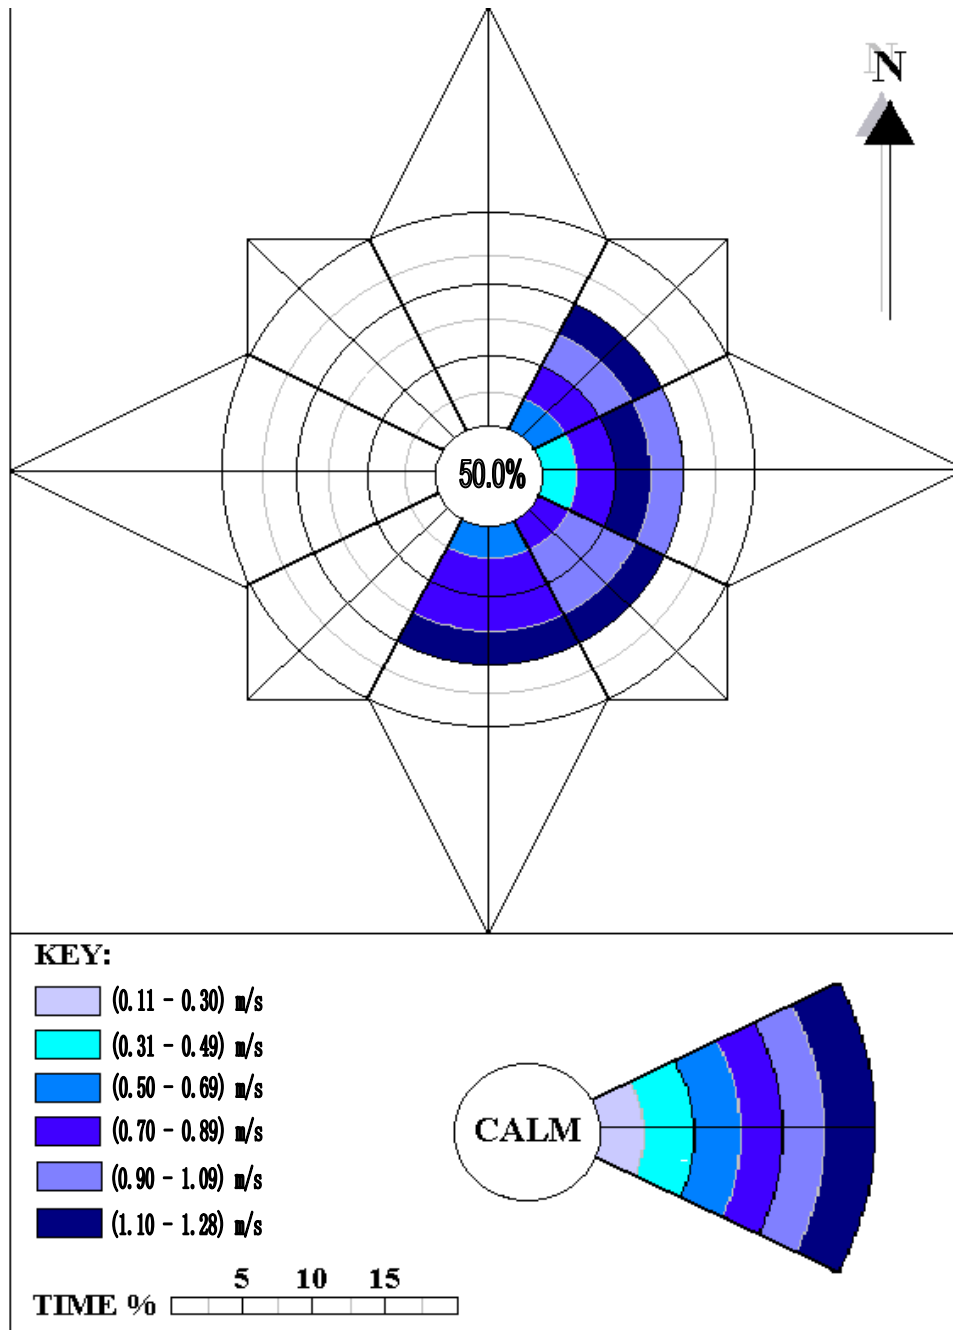 N
50.0%
KEY:
(0.11 - 0.30) m/s
(0.31 - 0.49) m/s
(0.50 - 0.69) m/s
(0.70 - 0.89) m/s
(0.90 - 1.09) m/s
(1.10 - 1.28) m/s
CALM
5 10 15
TIME %